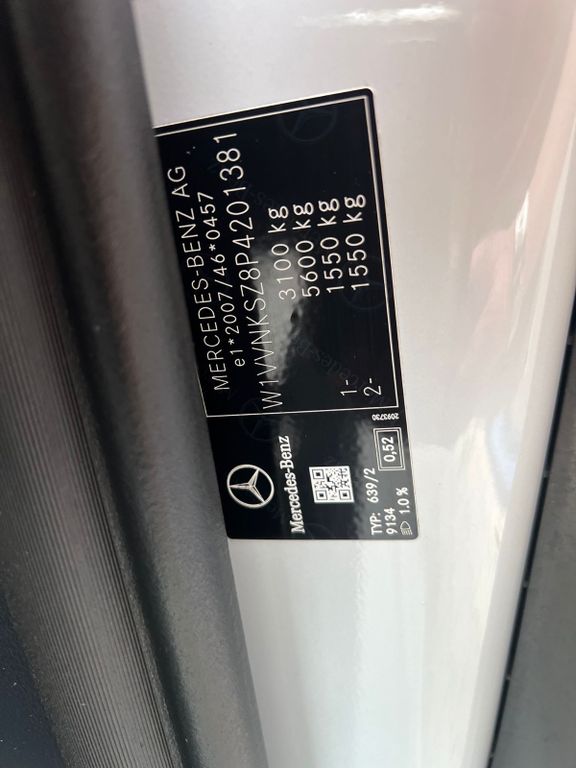 MERCEDES-BENZ AG
e1*2007/46*0457
W1VVNKSZ8P4201381
3100 kg
5600 kg
1- 1550 kg
2- 1550 kg
2093730
Mercedes-Benz
TYP: 639/2
9134
0,52
1.0 %